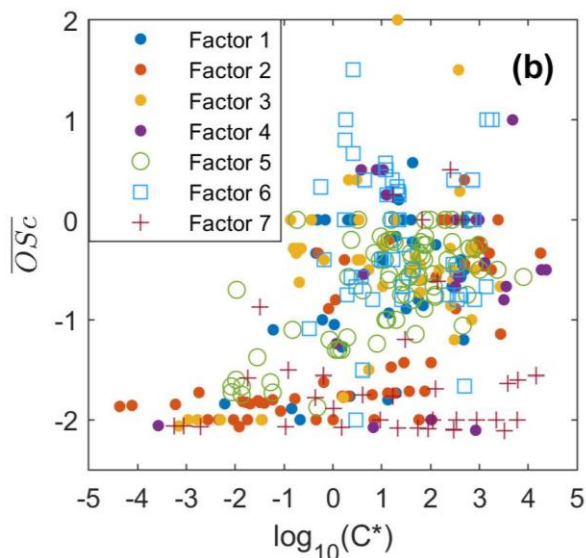 2
Factor 1
(b)
Factor 2
Factor 3
1
Factor 4
Factor 5
Factor 6
0
Factor 7
OSc
-1
-2
-5 -4 -3 -2 -1 0 1 2 3 4 5
log10(C*)